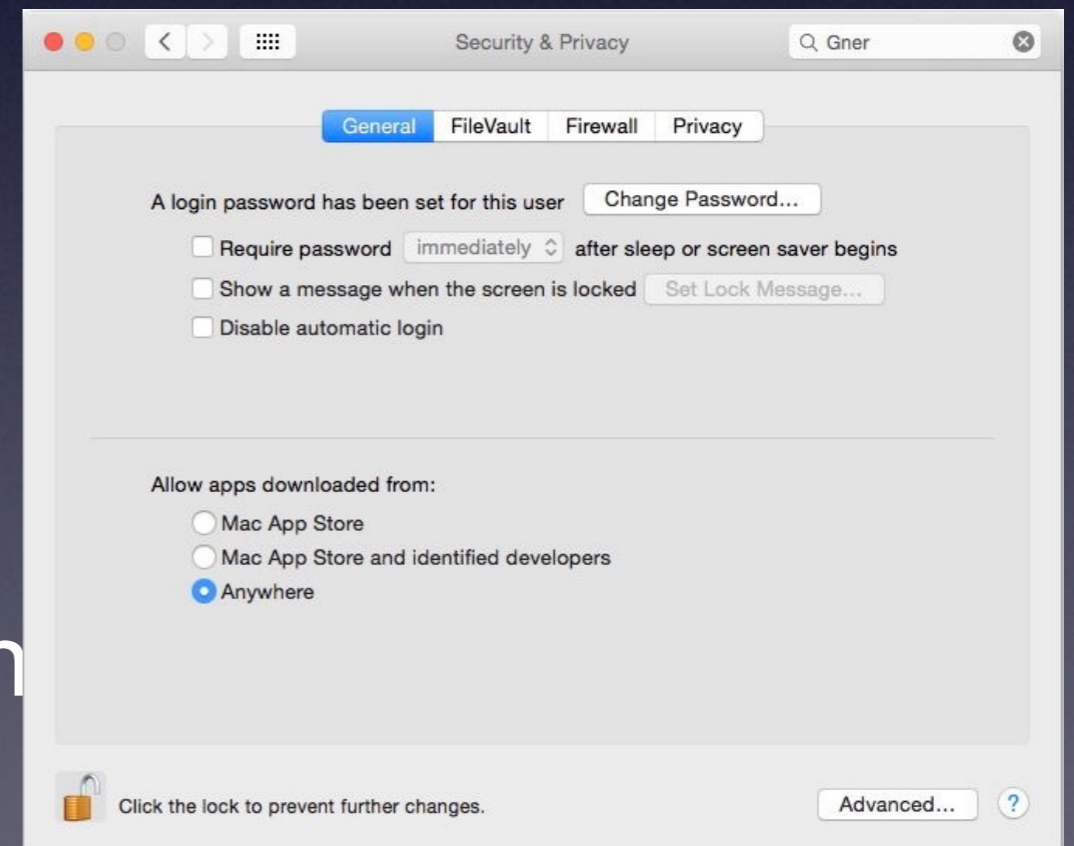 Security & Privacy
Gner
General FileVault Firewall Privacy
A login password has been set for this user Change Password...
Require password immediately after sleep or screen saver begins
Show a message when the screen is locked Set Lock Message...
Disable automatic login
Allow apps downloaded from:
Mac App Store
Mac App Store and identified developers
Anywhere
Click the lock to prevent further changes.
Advanced... ?